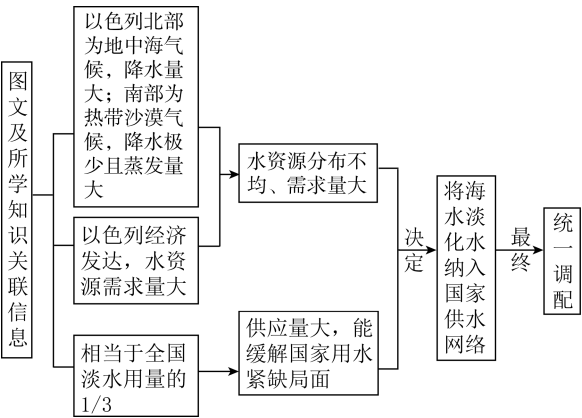 图文及所学知识关联信息
以色列北部
为地中海气
候，降水量
大；南部为
热带沙漠气
候，降水极
少且蒸发量
大
以色列经济
发达，水资
源需求量大
相当于全国
淡水用量的
1/3
水资源分布不
均、需求量大
供应量大，能
缓解国家用水
紧缺局面
决定
将海
水淡
化水
纳入
国家
供水
网络
最终
统一调配